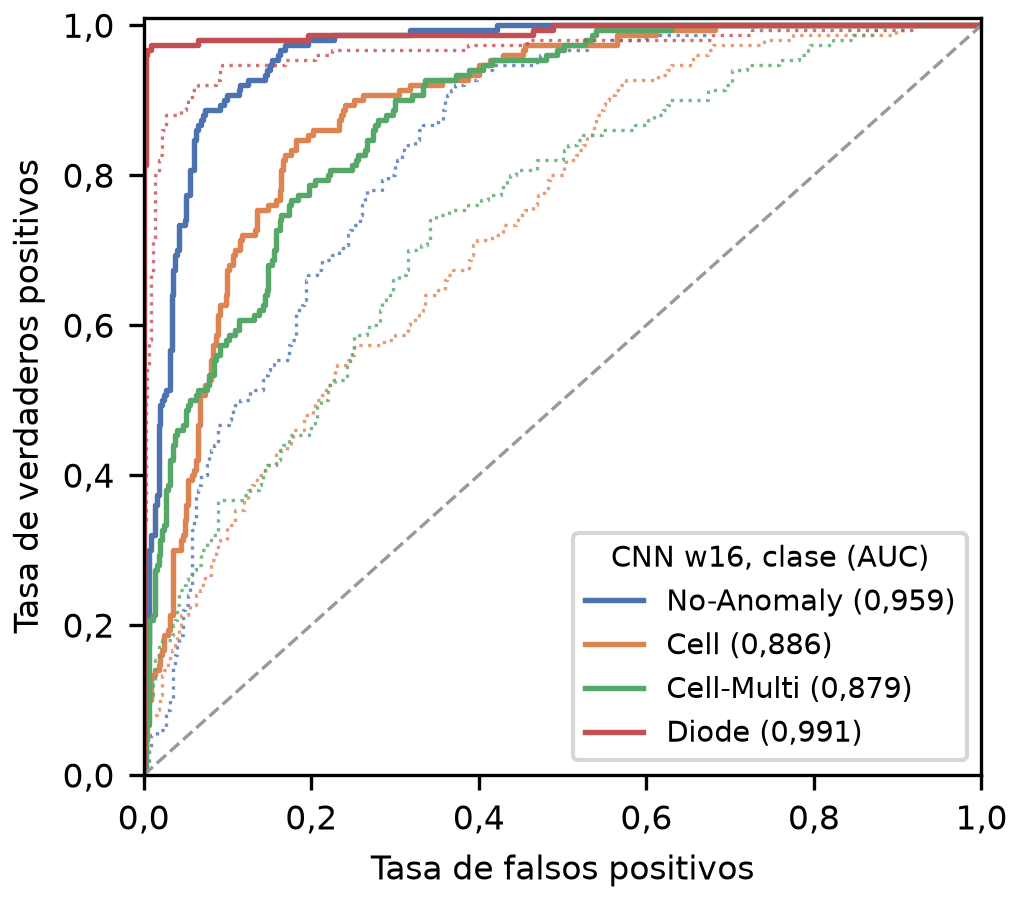 1,0
0,8
0,6
0,4
0,2
0,0
Tasa de verdaderos positivos
CNN w16, clase (AUC)
No-Anomaly (0,959)
Cell (0,886)
Cell-Multi (0,879)
Diode (0,991)
0,0 0,2 0,4 0,6 0,8 1,0
Tasa de falsos positivos